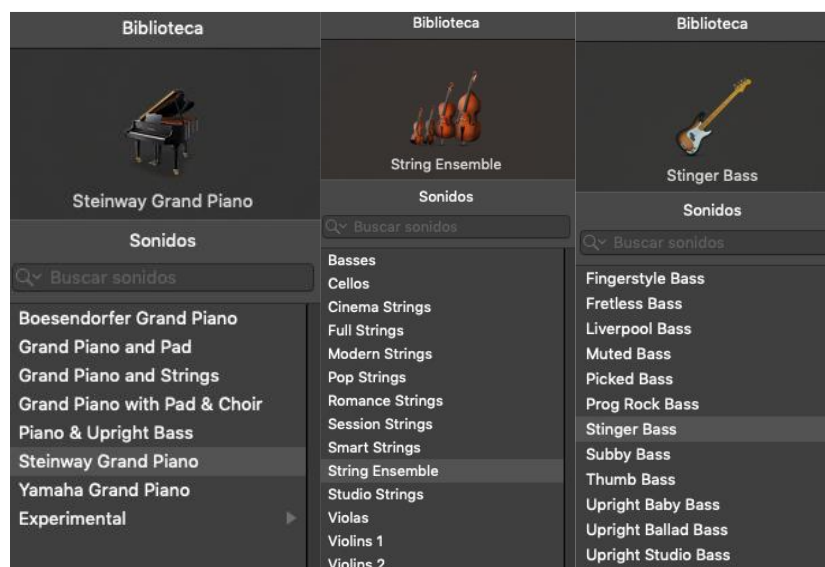 Biblioteca
Steinway Grand Piano
Sonidos
Buscar sonidos
Boesendorfer Grand Piano
Grand Piano and Pad
Grand Piano and Strings
Grand Piano with Pad & Choir
Piano & Upright Bass
Steinway Grand Piano
Yamaha Grand Piano
Experimental
Biblioteca
String Ensemble
Sonidos
Buscar sonidos
Basses
Cellos
Cinema Strings
Full Strings
Modern Strings
Pop Strings
Romance Strings
Session Strings
Smart Strings
String Ensemble
Studio Strings
Violas
Violins 1
Violins 2
Biblioteca
Stinger Bass
Sonidos
Buscar sonidos
Fingerstyle Bass
Fretless Bass
Liverpool Bass
Muted Bass
Picked Bass
Prog Rock Bass
Stinger Bass
Subby Bass
Thumb Bass
Upright Baby Bass
Upright Ballad Bass
Upright Studio Bass